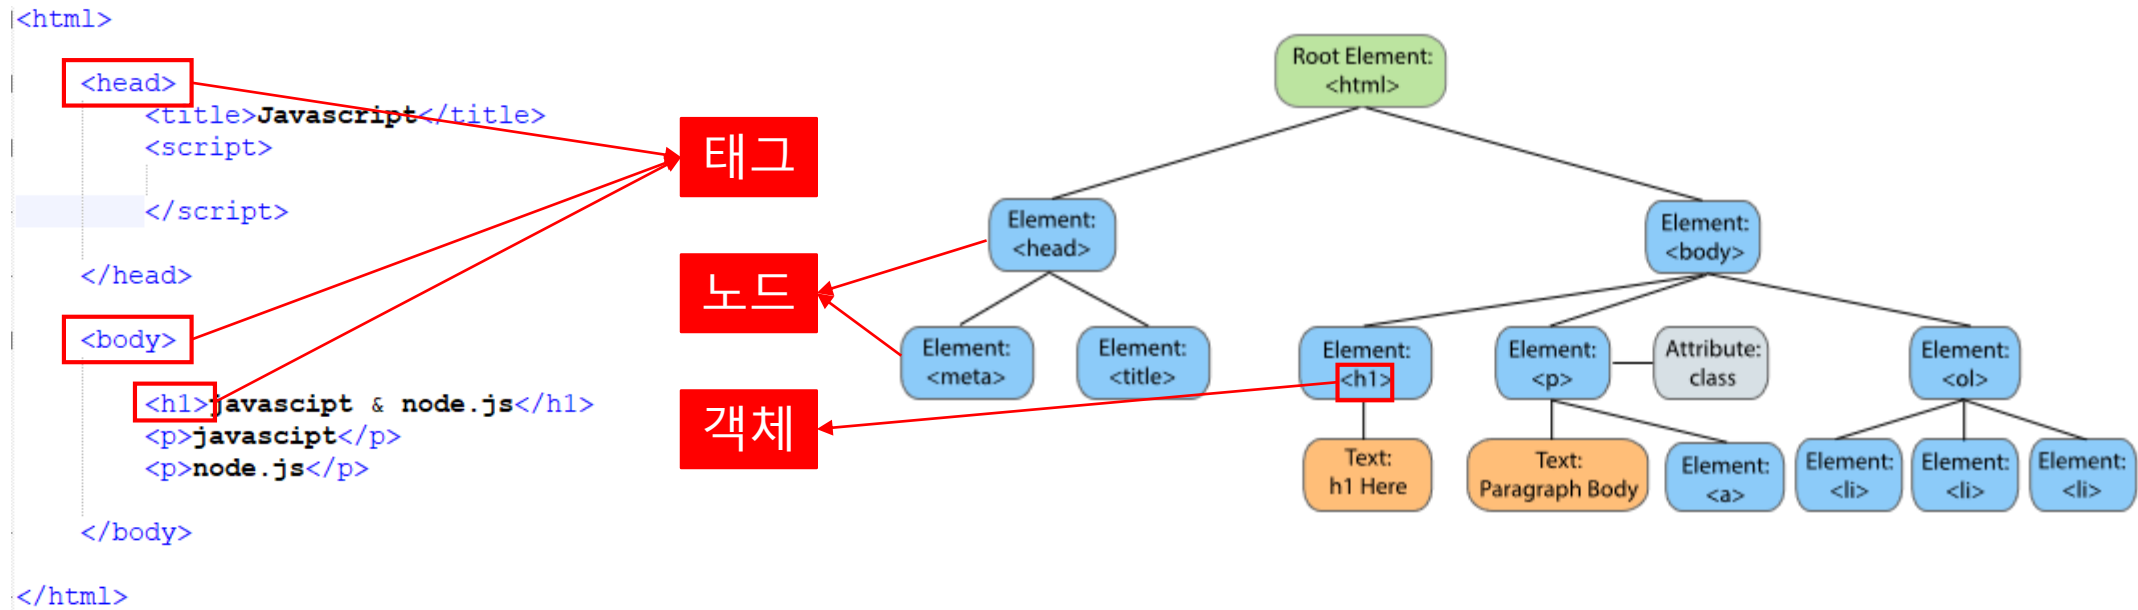 <html>
<head>
<title>Javascript</title>
<script>
</script>
</head>
<body>
<h1>javascipt & node.js</h1>
<p>javascipt</p>
<p>node.js</p>
</body>
</html>
태그
노드
객체
Root Element:
<html>
Element:
<head>
Element:
<body>
Element:
<meta>
Element:
<title>
Element:
<h1>
Element:
<p>
Attribute:
class
Element:
<ol>
Text:
h1 Here
Text:
Paragraph Body
Element:
<a>
Element:
<li>
Element:
<li>
Element:
<li>